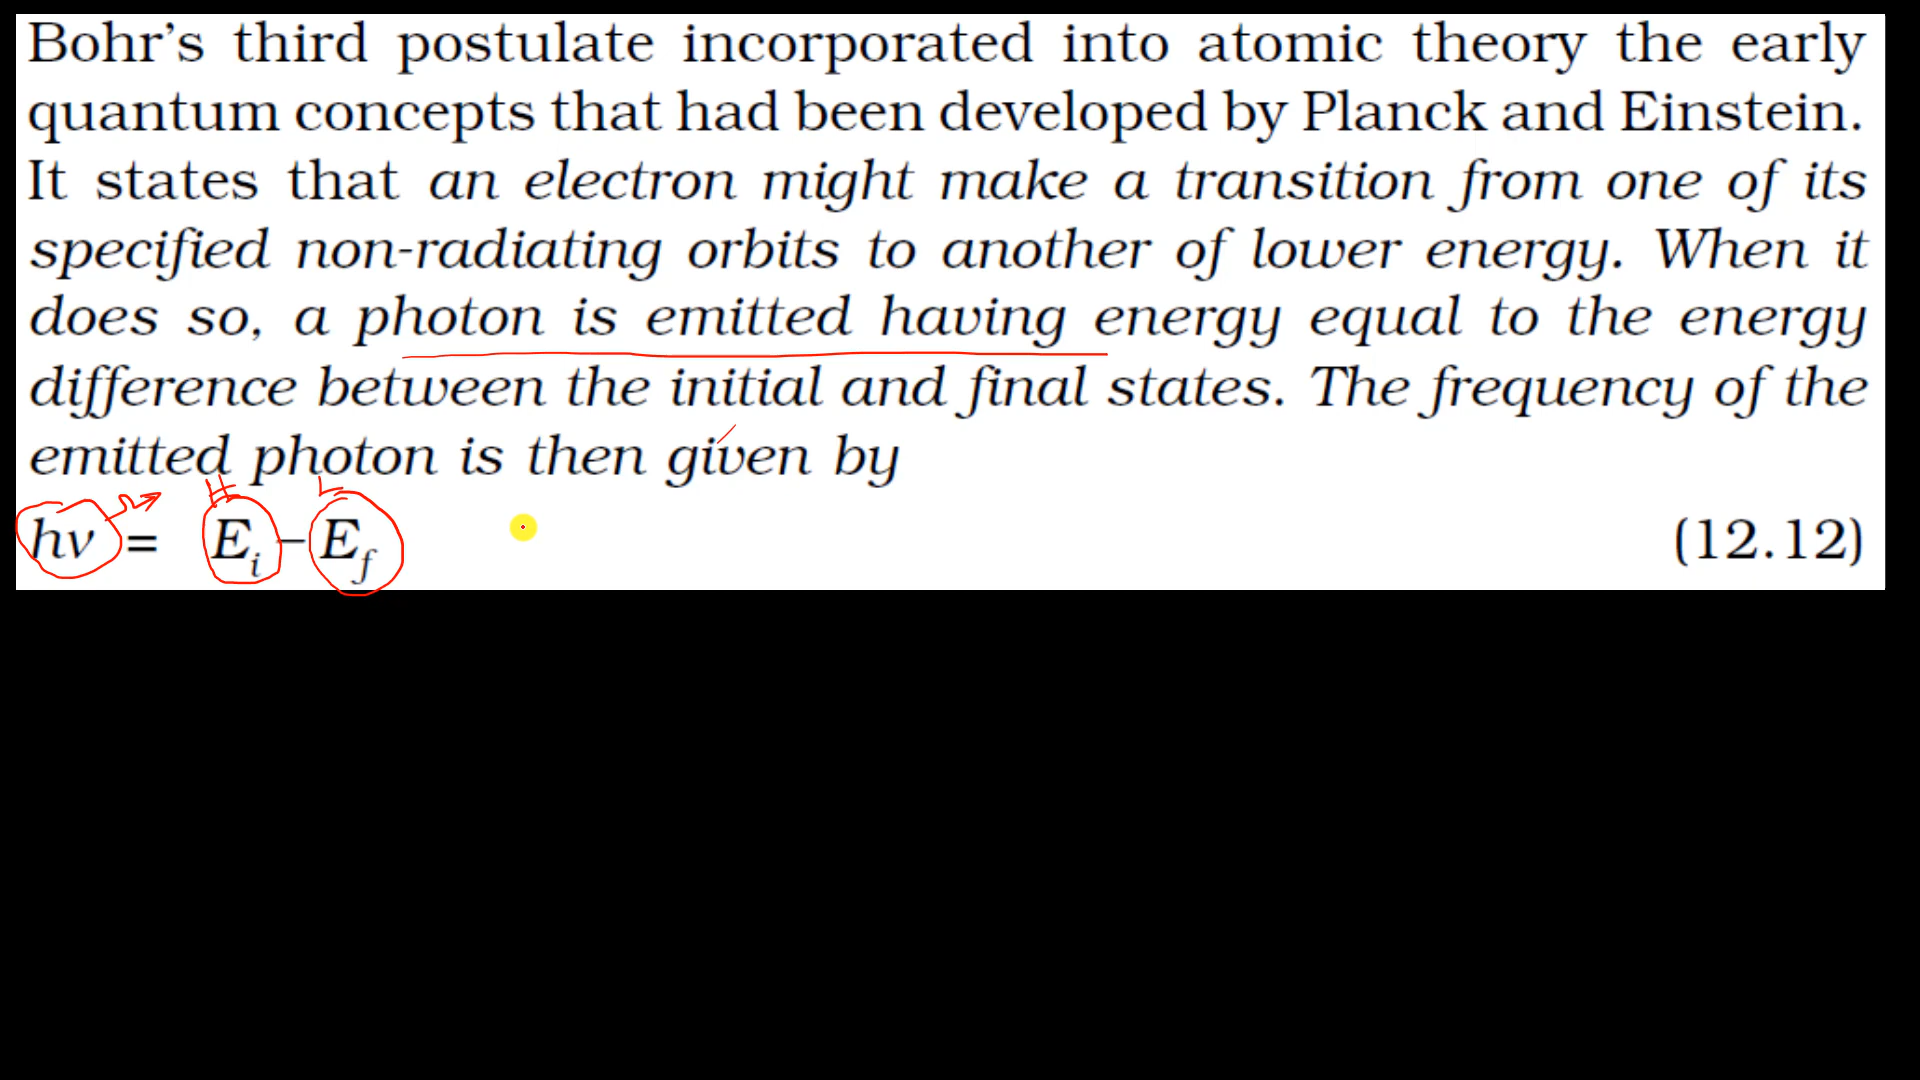 Bohr's third postulate incorporated into atomic theory the early
quantum concepts that had been developed by Planck and Einstein.
It states that an electron might make a transition from one of its
specified non-radiating orbits to another of lower energy. When it
does so, a photon is emitted having energy equal to the energy
difference between the initial and final states. The frequency of the
emitted photon is then given by
H L
hν = Eᵢ – E_f (12.12)